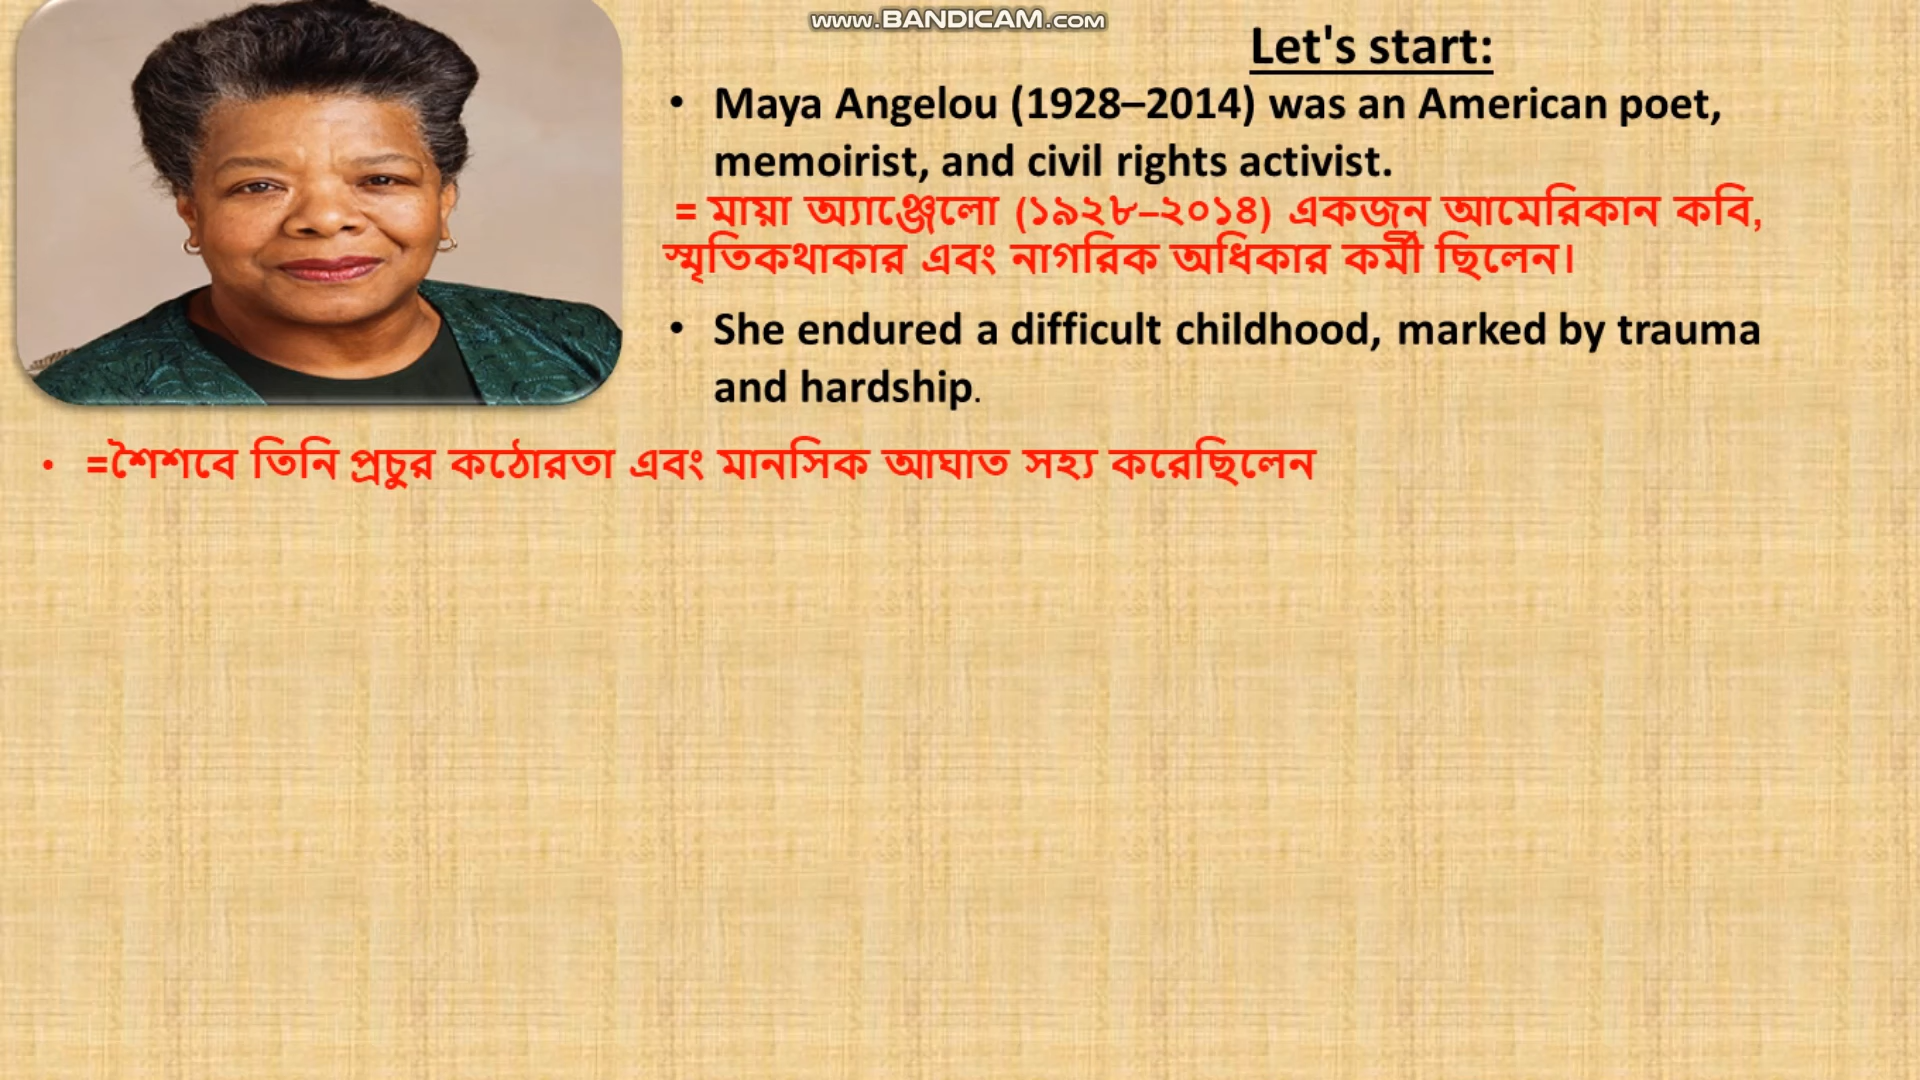 www.BANDICAM.com
Let's start:
• Maya Angelou (1928–2014) was an American poet,
memoirist, and civil rights activist.
= মায়া অ্যাঞ্জেলো (১৯২৮–২০১৪) একজন আমেরিকান কবি,
স্মৃতিকথাকার এবং নাগরিক অধিকার কর্মী ছিলেন।
• She endured a difficult childhood, marked by trauma
and hardship.
• =শৈশবে তিনি প্রচুর কঠোরতা এবং মানসিক আঘাত সহ্য করেছিলেন